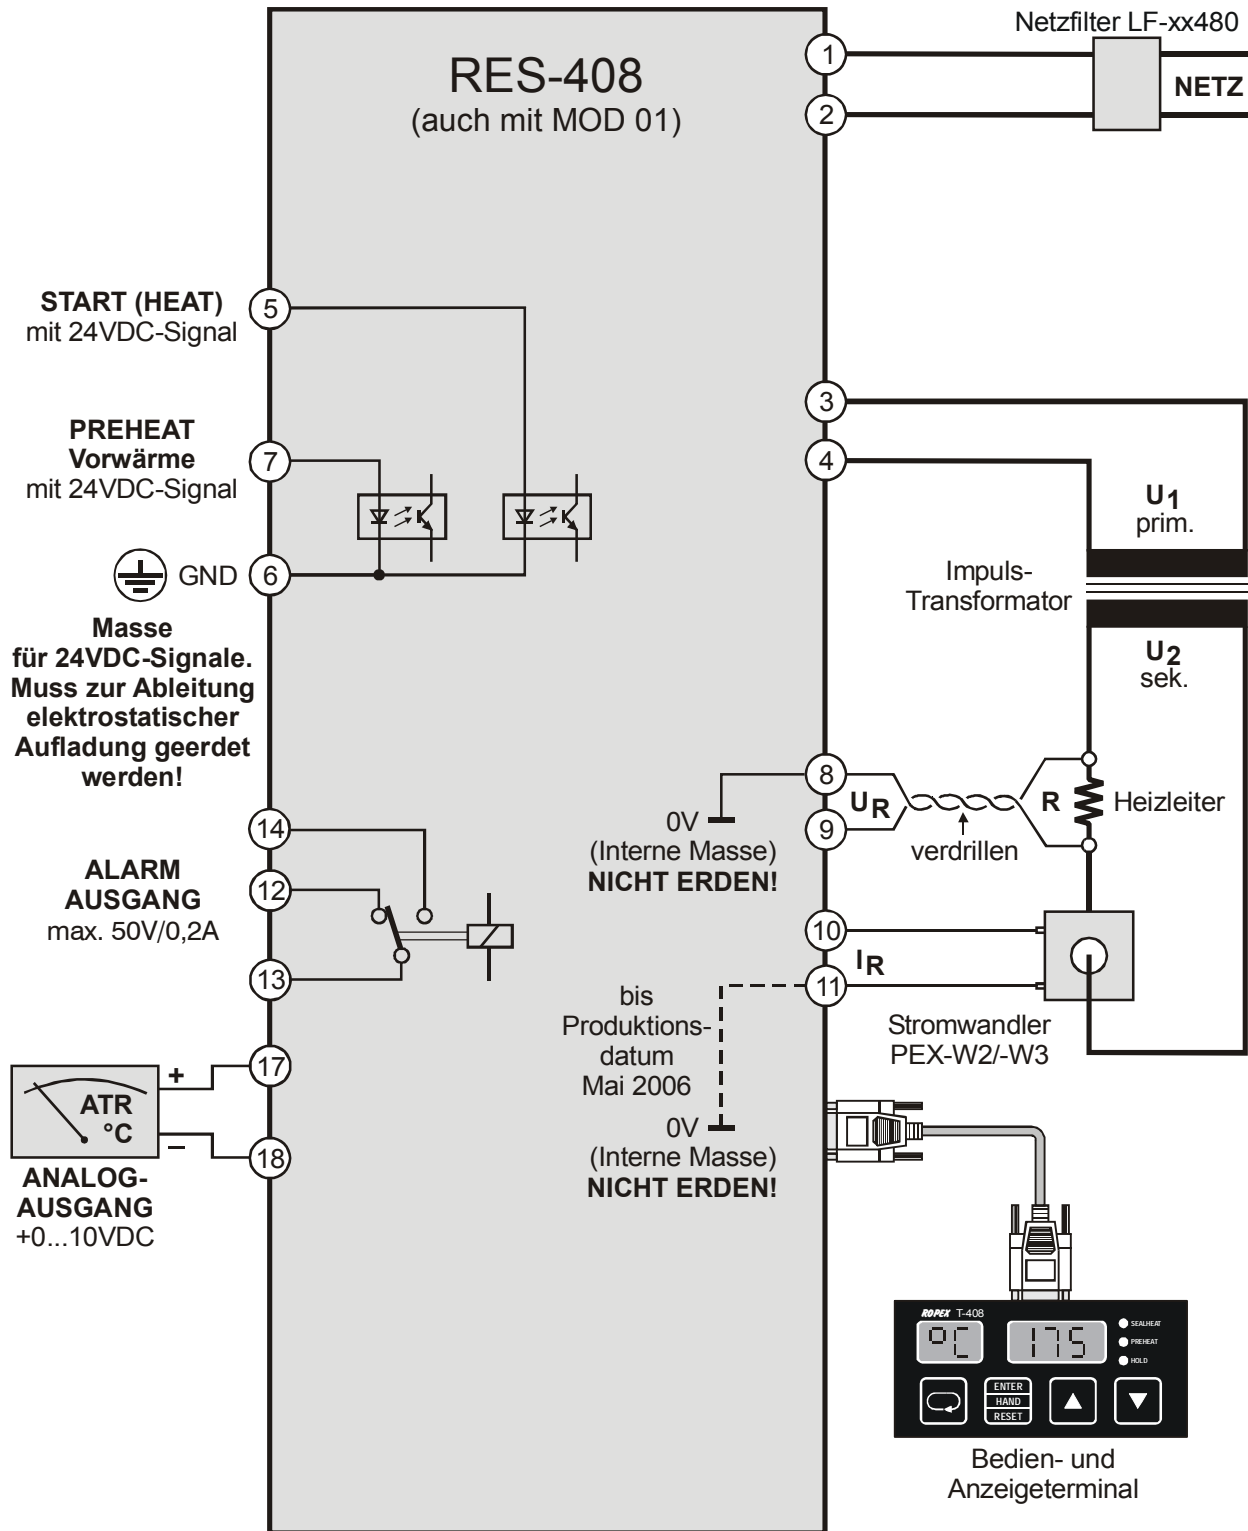 Netzfilter LF-xx480
NETZ
RES-408
(auch mit MOD 01)
1
2
START (HEAT)
mit 24VDC-Signal
5
3
PREHEAT
Vorwärme
mit 24VDC-Signal
7
4
U1
prim.
GND
6
Impuls-
Transformator
Masse
für 24VDC-Signale.
Muss zur Ableitung
elektrostatischer
Aufladung geerdet
werden!
U2
sek.
8
9
UR
R
Heizleiter
verdrillen
0V
(Interne Masse)
NICHT ERDEN!
14
12
13
ALARM
AUSGANG
max. 50V/0,2A
10
11
IR
Stromwandler
PEX-W2/-W3
bis
Produktions-
datum
Mai 2006
0V
(Interne Masse)
NICHT ERDEN!
17
18
+
ATR
°C
–
ANALOG-
AUSGANG
+0...10VDC
ROPEX T-408
°C
175
SEALHEAT
PREHEAT
HOLD
ENTER
HAND
RESET
Bedien- und
Anzeigeterminal